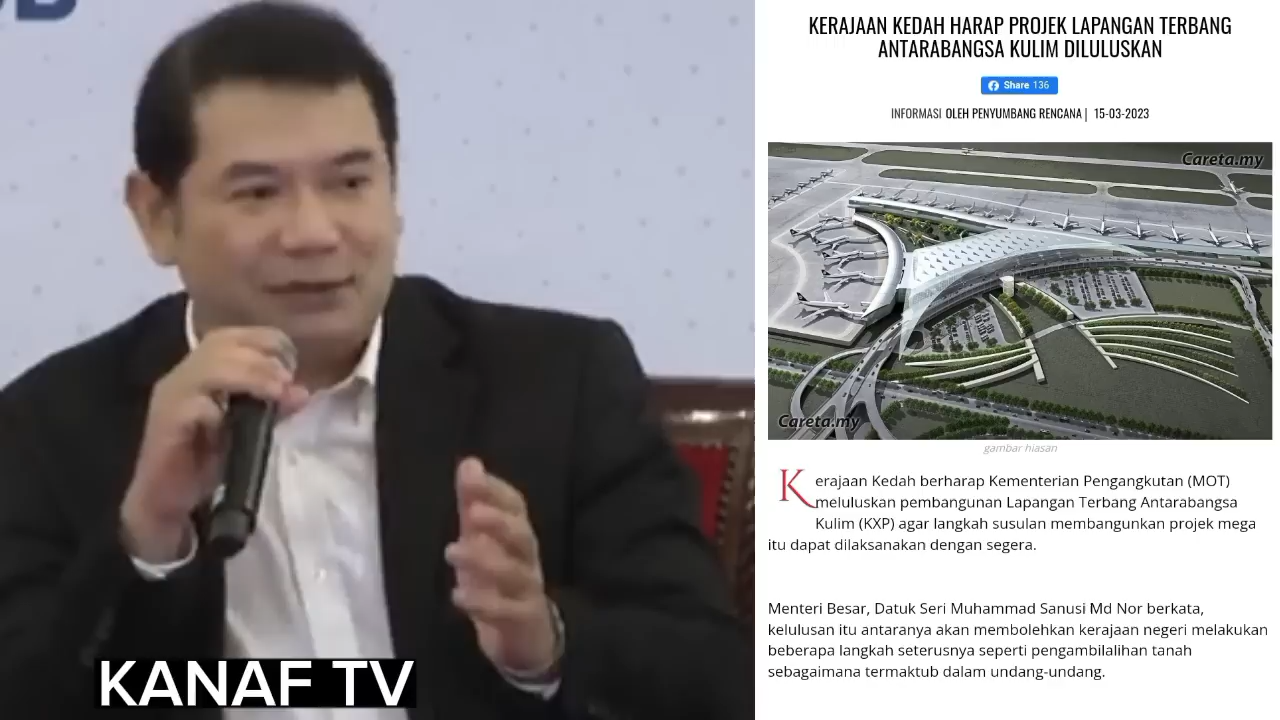 KANAF TV
KERAJAAN KEDAH HARAP PROJEK LAPANGAN TERBANG
ANTARABANGSA KULIM DILULUSKAN
Share 136
INFORMASI OLEH PENYUMBANG RENCANA | 15-03-2023
Careta.my
Careta.my
gambar hiasan
Kerajaan Kedah berharap Kementerian Pengangkutan (MOT)
meluluskan pembangunan Lapangan Terbang Antarabangsa
Kulim (KXP) agar langkah susulan membangunkan projek mega
itu dapat dilaksanakan dengan segera.
Menteri Besar, Datuk Seri Muhammad Sanusi Md Nor berkata,
kelulusan itu antaranya akan membolehkan kerajaan negeri melakukan
beberapa langkah seterusnya seperti pengambilalihan tanah
sebagaimana termaktub dalam undang-undang.